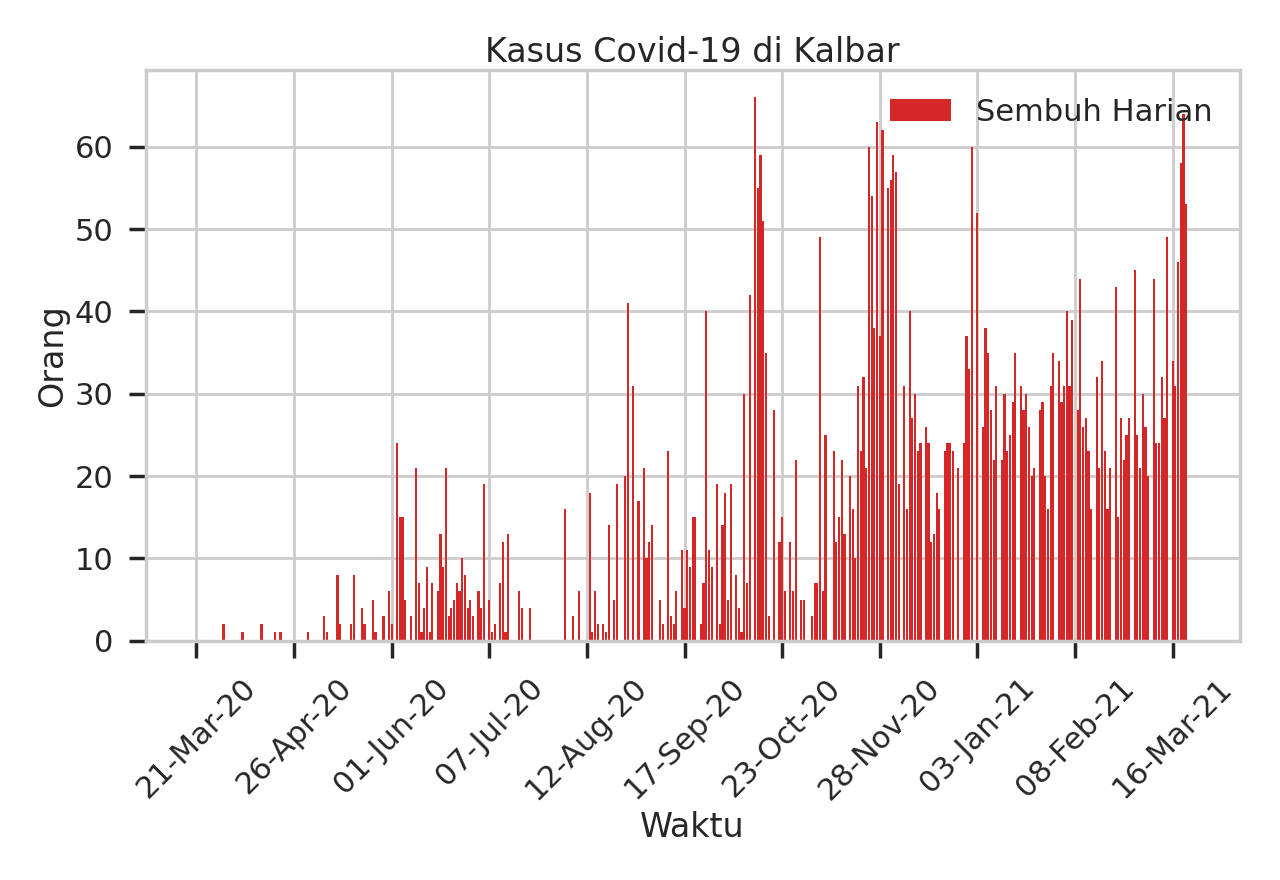 Kasus Covid-19 di Kalbar
Sembuh Harian
Orang
60
50
40
30
20
10
0
21-Mar-20
26-Apr-20
01-Jun-20
07-Jul-20
12-Aug-20
17-Sep-20
23-Oct-20
28-Nov-20
03-Jan-21
08-Feb-21
16-Mar-21
Waktu